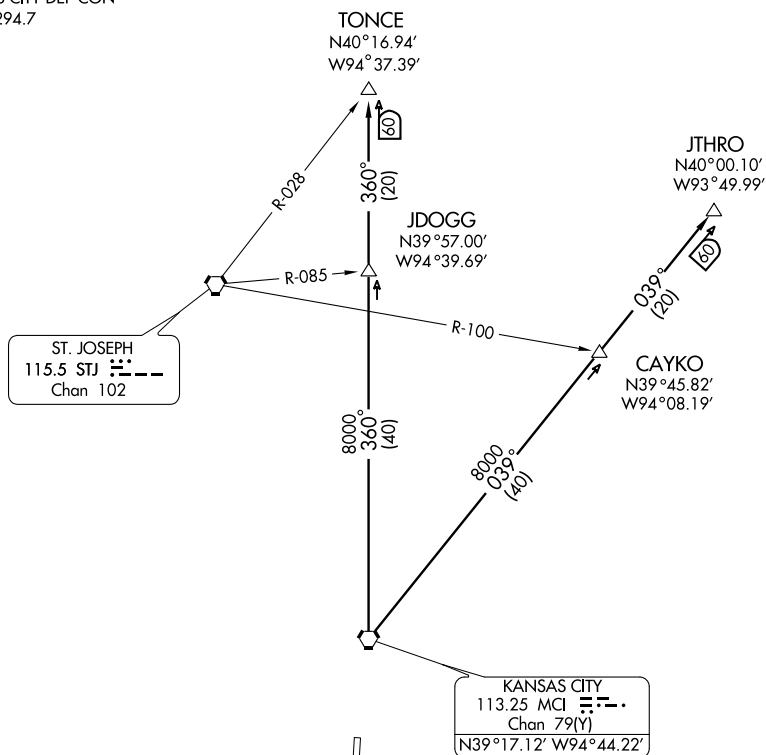 294.7
TONCE
N40°16.94'
W94°37.39'
60
JTHRO
N40°00.10'
W93°49.99'
60
R-028
360°
(20)
JDOGG
N39°57.00'
W94°39.69'
R-085
039°
(20)
R-100
ST. JOSEPH
115.5 STJ
Chan 102
CAYKO
N39°45.82'
W94°08.19'
8000
360°
(40)
8000
039°
(40)
KANSAS CITY
113.25 MCI
Chan 79(Y)
N39°17.12' W94°44.22'